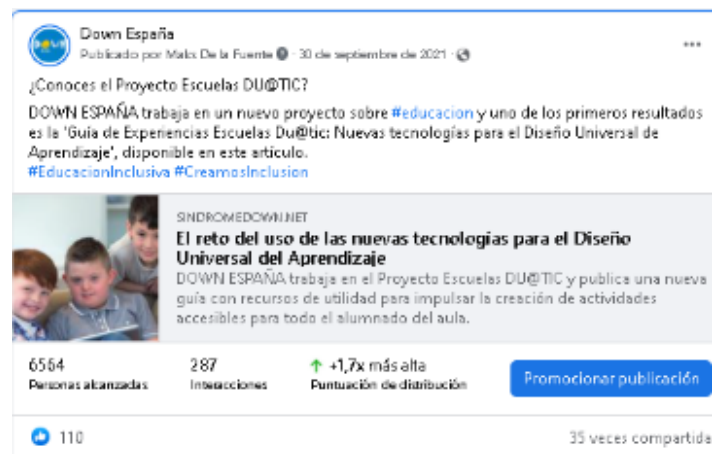 Down España
Publicado por Malos De la Fuente · 30 de septiembre de 2021 ·
¿Conoces el Proyecto Escuelas DU@TIC?
DOWN ESPAÑA trabaja en un nuevo proyecto sobre #educacion y uno de los primeros resultados
es la 'Guía de Experiencias Escuelas Du@tic: Nuevas tecnologías para el Diseño Universal de
Aprendizaje', disponible en este artículo.
#EducacionInclusiva #CreamosInclusion
SINDROMEDOWN.NET
El reto del uso de las nuevas tecnologías para el Diseño
Universal del Aprendizaje
DOWN ESPAÑA trabaja en el Proyecto Escuelas DU@TIC y publica una nueva
guía con recursos de utilidad para impulsar la creación de actividades
accesibles para todo el alumnado del aula.
6564 287 +1,7x más alta
Personas alcanzadas Interacciones Puntuación de distribución Promocionar publicación
110 35 veces compartida